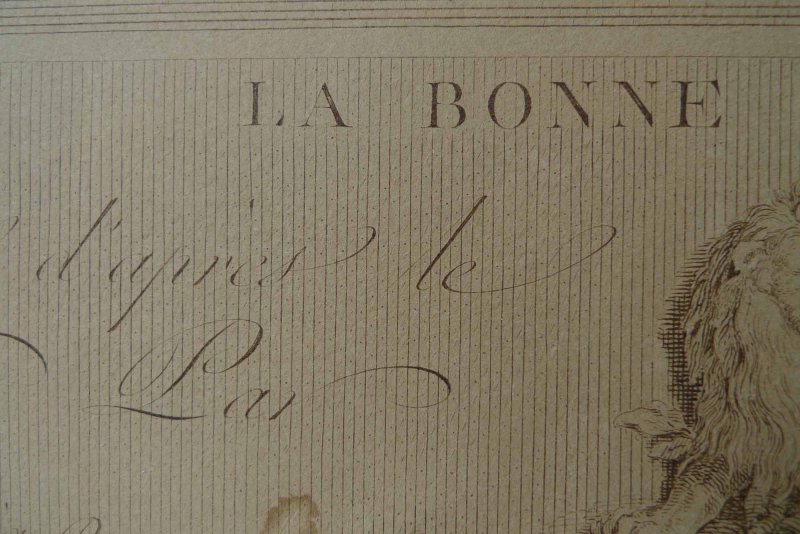 LA BONNE
d'après le
Par